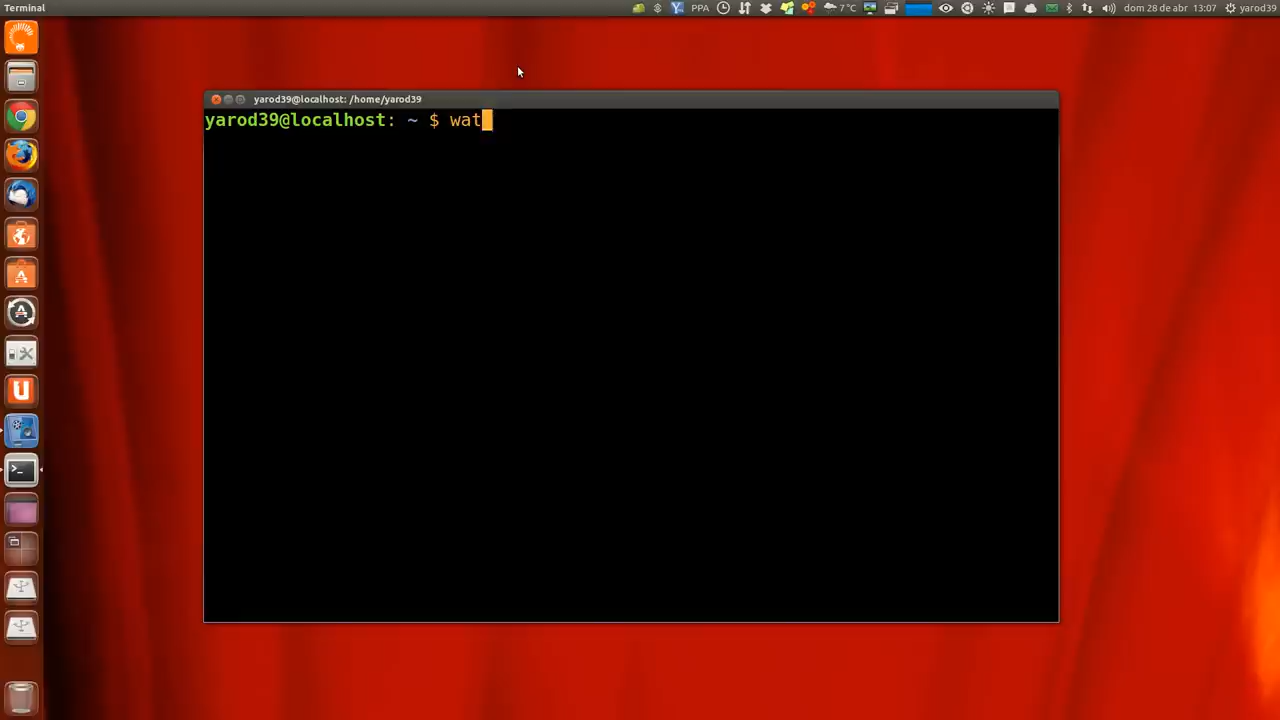 Terminal
PPA 7°C dom 28 de abr 13:07 yarod39
yarod39@localhost: /home/yarod39
yarod39@localhost: ~ $ wat